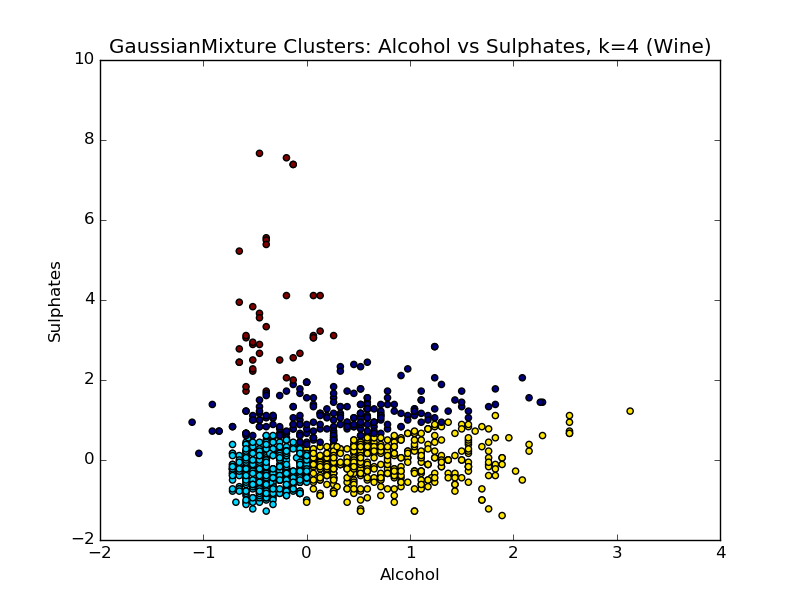 GaussianMixture Clusters: Alcohol vs Sulphates, k=4 (Wine)
10
8
6
4
2
0
−2
Sulphates
−2 −1 0 1 2 3 4
Alcohol